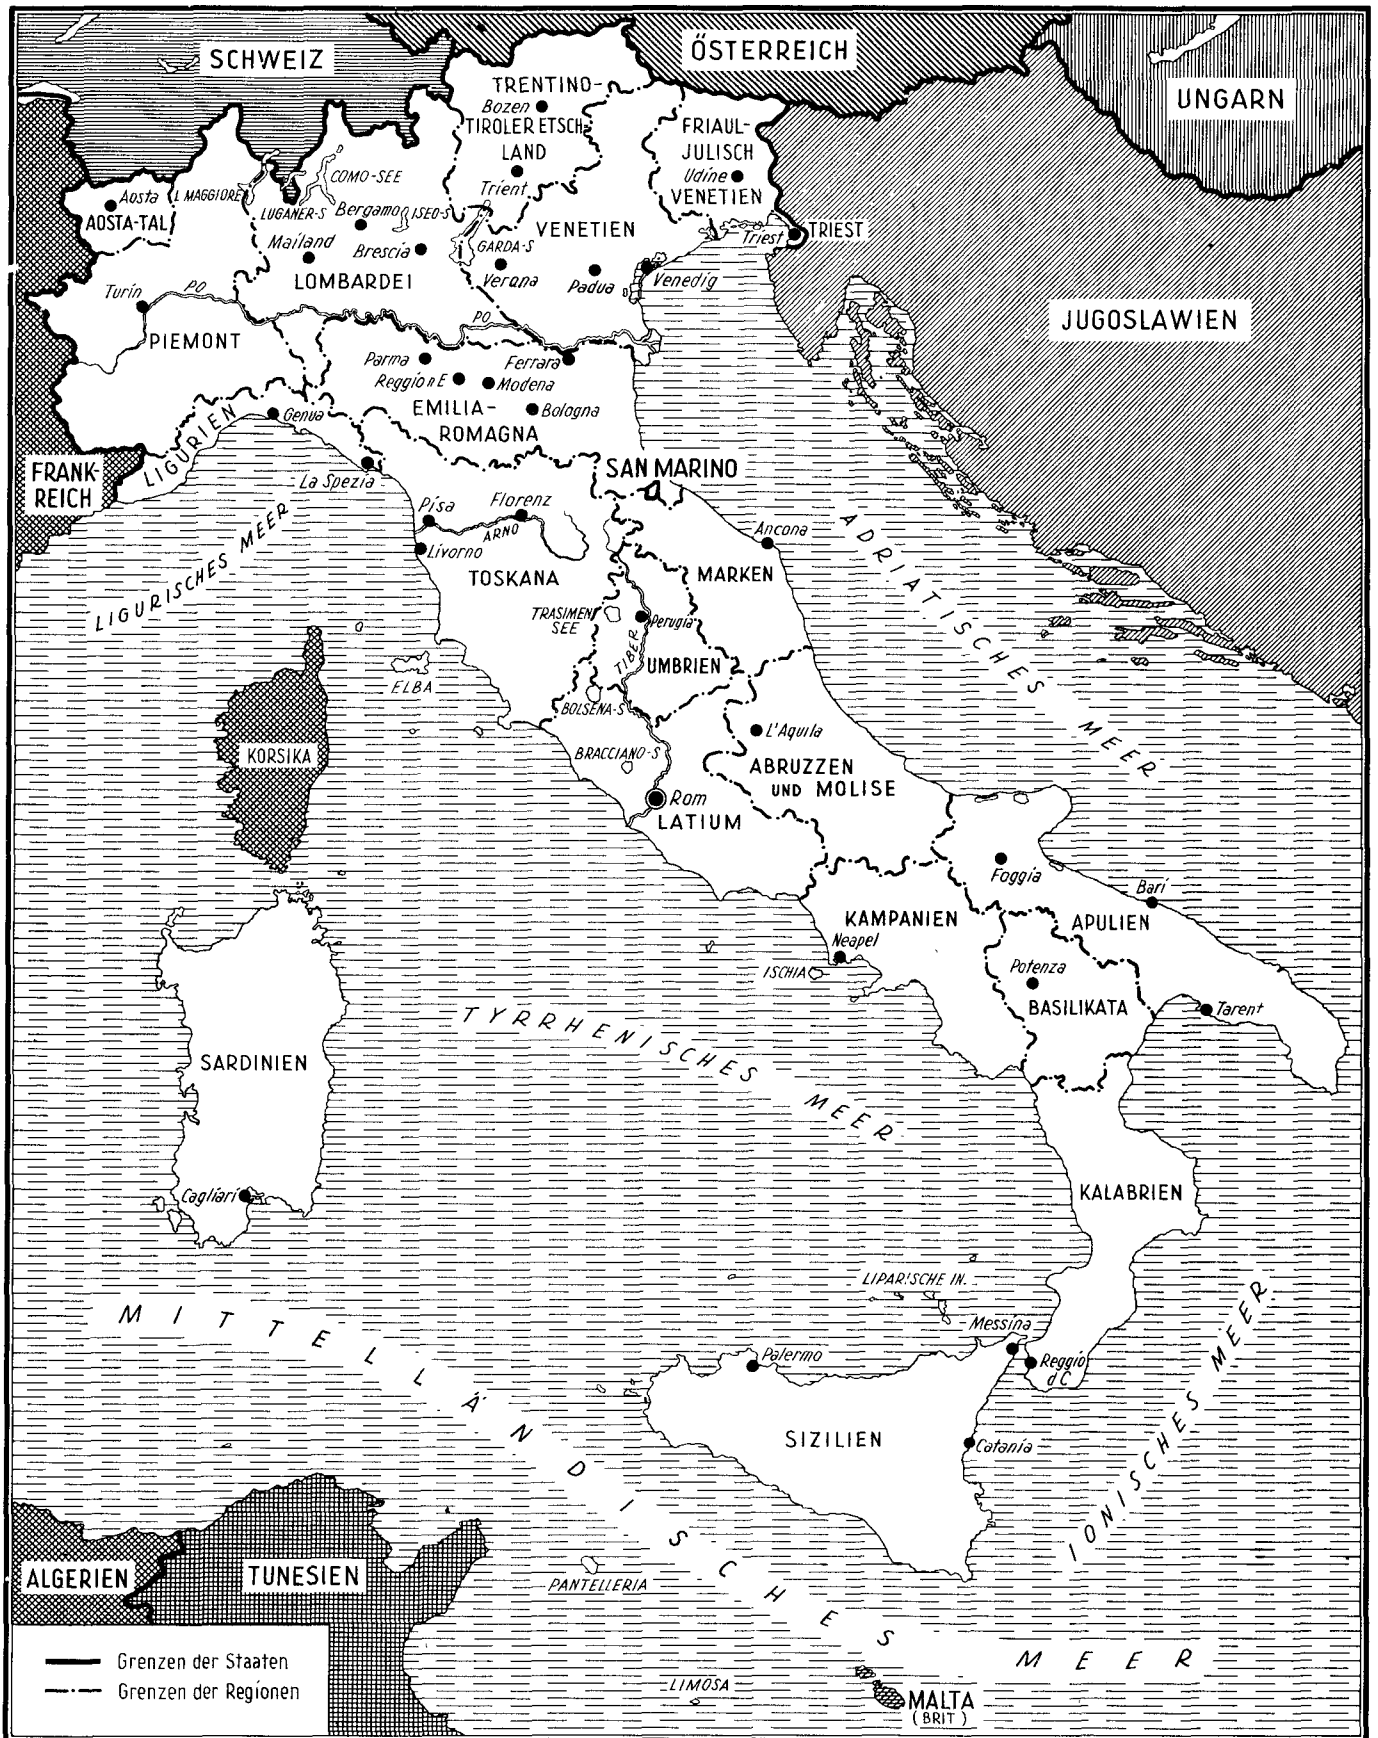 SCHWEIZ
ÖSTERREICH
UNGARN
TRENTINO-
Bozen
TIROLER ETSCH-
LAND
Trient
FRIAUL-
JULISCH
Udine
VENETIEN
Aosta
AOSTA-TAL
L MAGGIORE
COMO-SEE
LUGANER-S
Bergamo
ISEO-S
Mailand
Brescia
LOMBARDEI
GARDA-S
Verona
VENETIEN
Padua
Venedig
Triest
TRIEST
JUGOSLAWIEN
Turin
PO
PO
PIEMONT
Parma
Ferrara
Reggio n E
Modena
EMILIA-
ROMAGNA
Bologna
Genua
LIGURIEN
FRANK-
REICH
La Spezia
SAN MARINO
Pisa
Florenz
ARNO
Livorno
TOSKANA
Ancona
MARKEN
LIGURISCHES MEER
ADRIATISCHES MEER
TRASIMEN
SEE
Perugia
TIBER
UMBRIEN
ELBA
BOLSENA-S
KORSIKA
BRACCIANO-S
L'Aquila
ABRUZZEN
UND MOLISE
Rom
LATIUM
Foggia
Bari
KAMPANIEN
APULIEN
Neapel
ISCHIA
Potenza
BASILIKATA
Tarent
TYRRHENISCHES MEER
SARDINIEN
Cagliari
KALABRIEN
LIPARISCHE IN.
Messina
Reggio
d C
Palermo
SIZILIEN
Catania
IONISCHES MEER
MITTELLÄNDISCHES MEER
ALGERIEN
TUNESIEN
PANTELLERIA
LIMOSA
MALTA
(BRIT)
Grenzen der Staaten
Grenzen der Regionen